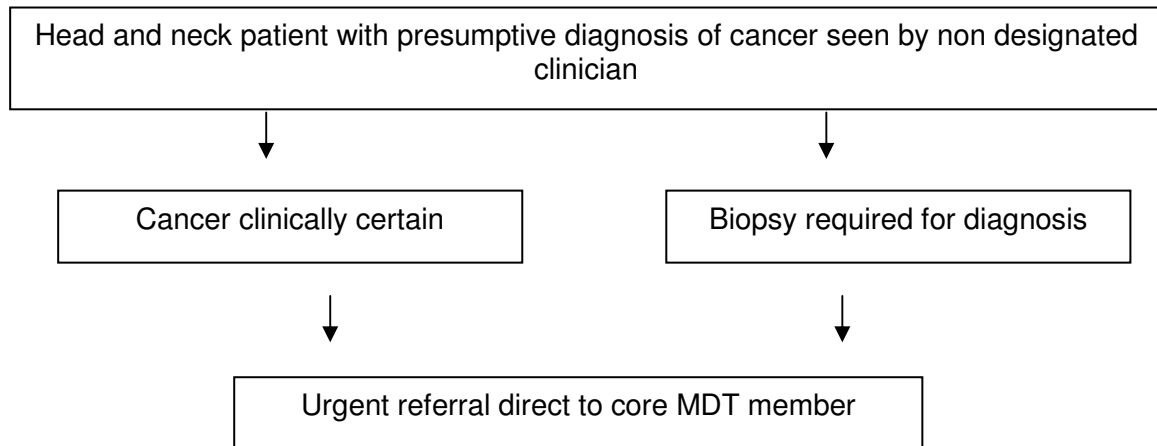 Head and neck patient with presumptive diagnosis of cancer seen by non designated
clinician
Cancer clinically certain
Biopsy required for diagnosis
Urgent referral direct to core MDT member